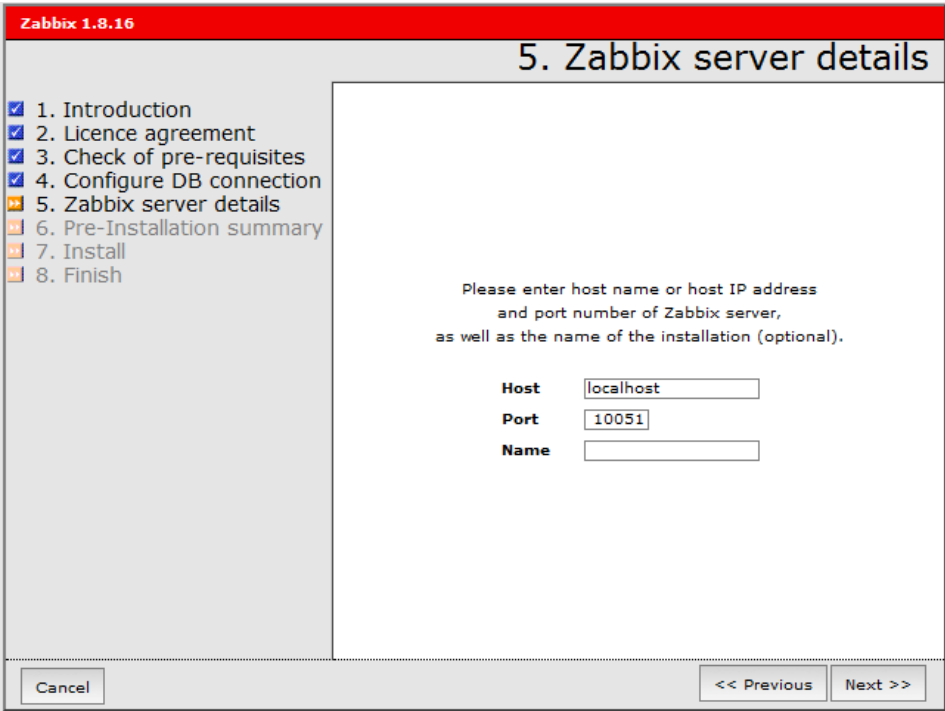 Zabbix 1.8.16
5. Zabbix server details
1. Introduction
2. Licence agreement
3. Check of pre-requisites
4. Configure DB connection
5. Zabbix server details
6. Pre-Installation summary
7. Install
8. Finish
Please enter host name or host IP address
and port number of Zabbix server,
as well as the name of the installation (optional).
Host localhost
Port 10051
Name
Cancel << Previous Next >>